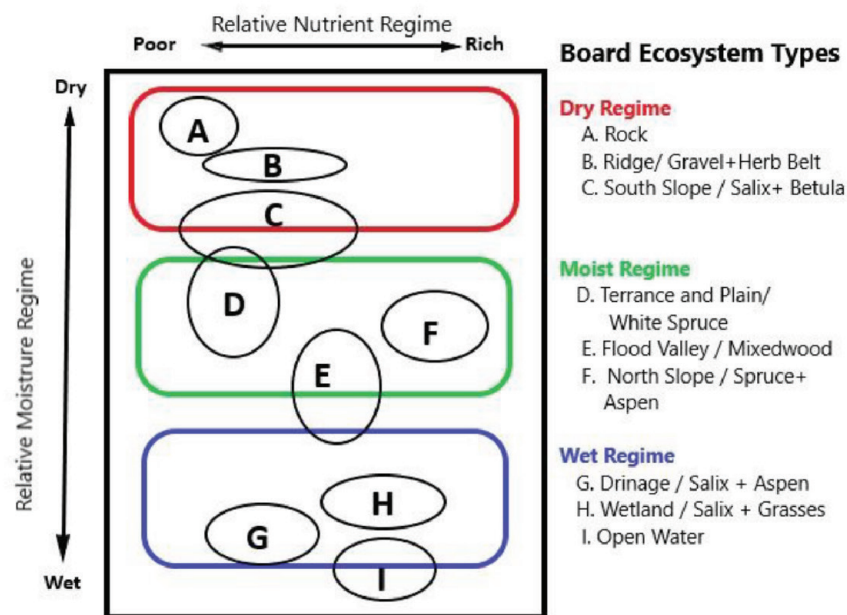 Relative Nutrient Regime
Poor
Rich
Board Ecosystem Types
Dry
Dry Regime
A. Rock
B. Ridge/ Gravel+Herb Belt
C. South Slope / Salix+ Betula
Moist Regime
D. Terrance and Plain/
White Spruce
E. Flood Valley / Mixedwood
F. North Slope / Spruce+
Aspen
Wet Regime
G. Drinage / Salix + Aspen
H. Wetland / Salix + Grasses
I. Open Water
Relative Moistrure Regime
Wet
A
B
C
D
F
E
H
G
I